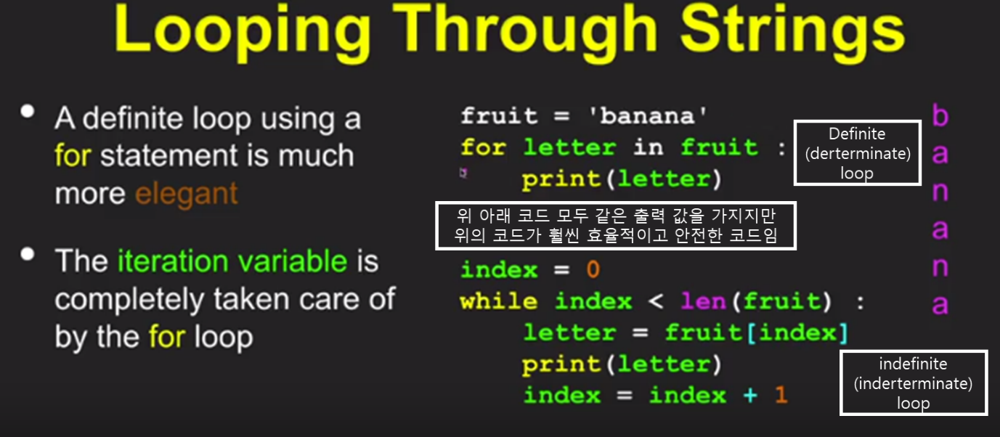 Looping Through Strings
• A definite loop using a
for statement is much
more elegant
• The iteration variable is
completely taken care of
by the for loop
fruit = 'banana'
for letter in fruit :
print(letter)
Definite
(derterminate)
loop
위 아래 코드 모두 같은 출력 값을 가지지만
위의 코드가 훨씬 효율적이고 안전한 코드임
index = 0
while index < len(fruit) :
letter = fruit[index]
print(letter)
index = index + 1
indefinite
(inderterminate)
loop
b
a
n
a
n
a